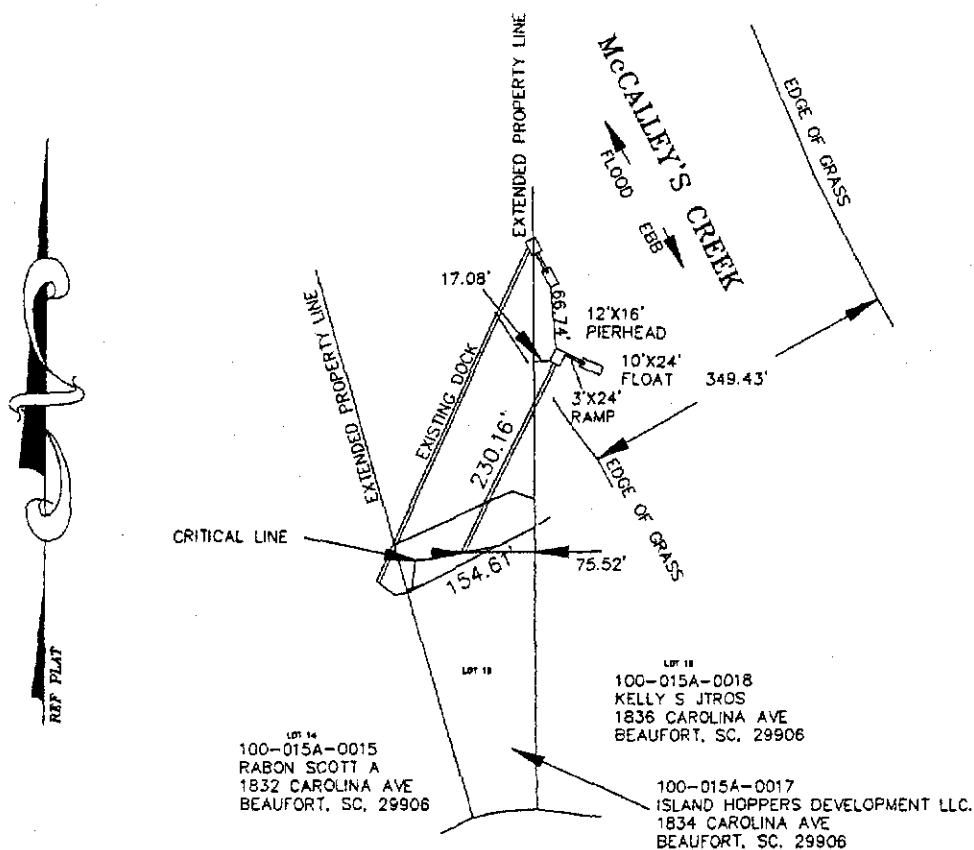 EXTENDED PROPERTY LINE
McCALLEY'S CREEK
FLOOD
EBB
EDGE OF GRASS
17.08'
66.74'
12'X16'
PIERHEAD
10'X24'
FLOAT
3'X24'
RAMP
349.43'
EXTENDED PROPERTY LINE
EXISTING DOCK
230.16'
EDGE OF GRASS
CRITICAL LINE
154.61'
75.52'
REF PLAT
LOT 14
100-015A-0015
RABON SCOTT A
1832 CAROLINA AVE
BEAUFORT, SC, 29906
100-015A-0018
KELLY S JTROS
1836 CAROLINA AVE
BEAUFORT, SC, 29906
100-015A-0017
ISLAND HOPPERS DEVELOPMENT LLC.
1834 CAROLINA AVE
BEAUFORT, SC, 29906